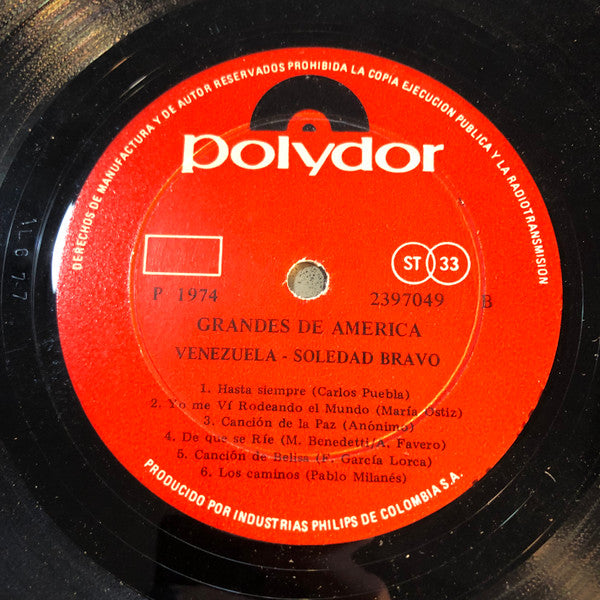 DERECHOS DE MANUFACTURA Y DE AUTOR RESERVADOS PROHIBIDA LA COPIA EJECUCION PUBLICA Y LA RADIOTRANSMISION
polydor
ST 33
P 1974 2397049 B
GRANDES DE AMERICA
VENEZUELA - SOLEDAD BRAVO
1. Hasta siempre (Carlos Puebla)
2. Yo me Ví Rodeando el Mundo (María Ostiz)
3. Canción de la Paz (Anónimo)
4. De que se Ríe (M. Benedetti/A. Favero)
5. Canción de Belisa (F. García Lorca)
6. Los caminos (Pablo Milanés)
PRODUCIDO POR INDUSTRIAS PHILIPS DE COLOMBIA S.A.